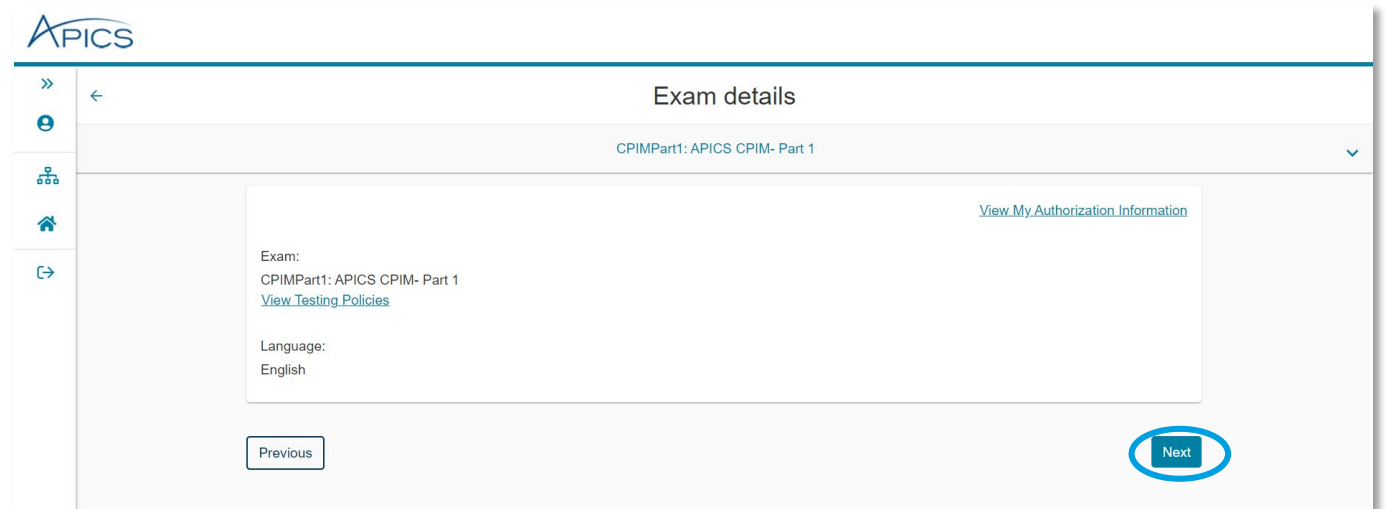 APICS
Exam details
CPIMPart1: APICS CPIM- Part 1
View My Authorization Information
Exam:
CPIMPart1: APICS CPIM- Part 1
View Testing Policies
Language:
English
Previous
Next